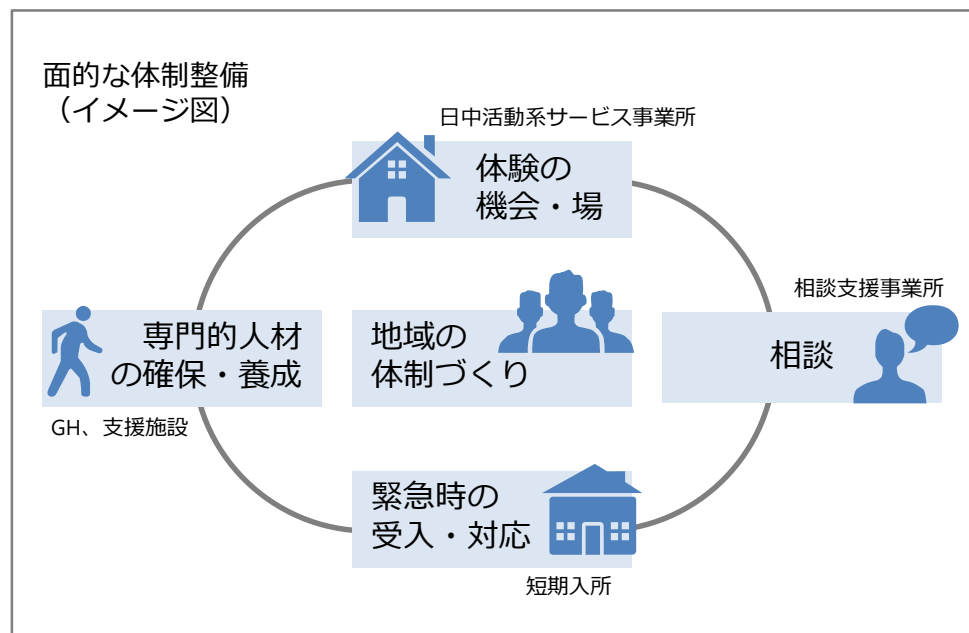 面的な体制整備
（イメージ図）
日中活動系サービス事業所
体験の
機会・場
相談支援事業所
専門的人材
の確保・養成
地域の
体制づくり
相談
GH、支援施設
緊急時の
受入・対応
短期入所